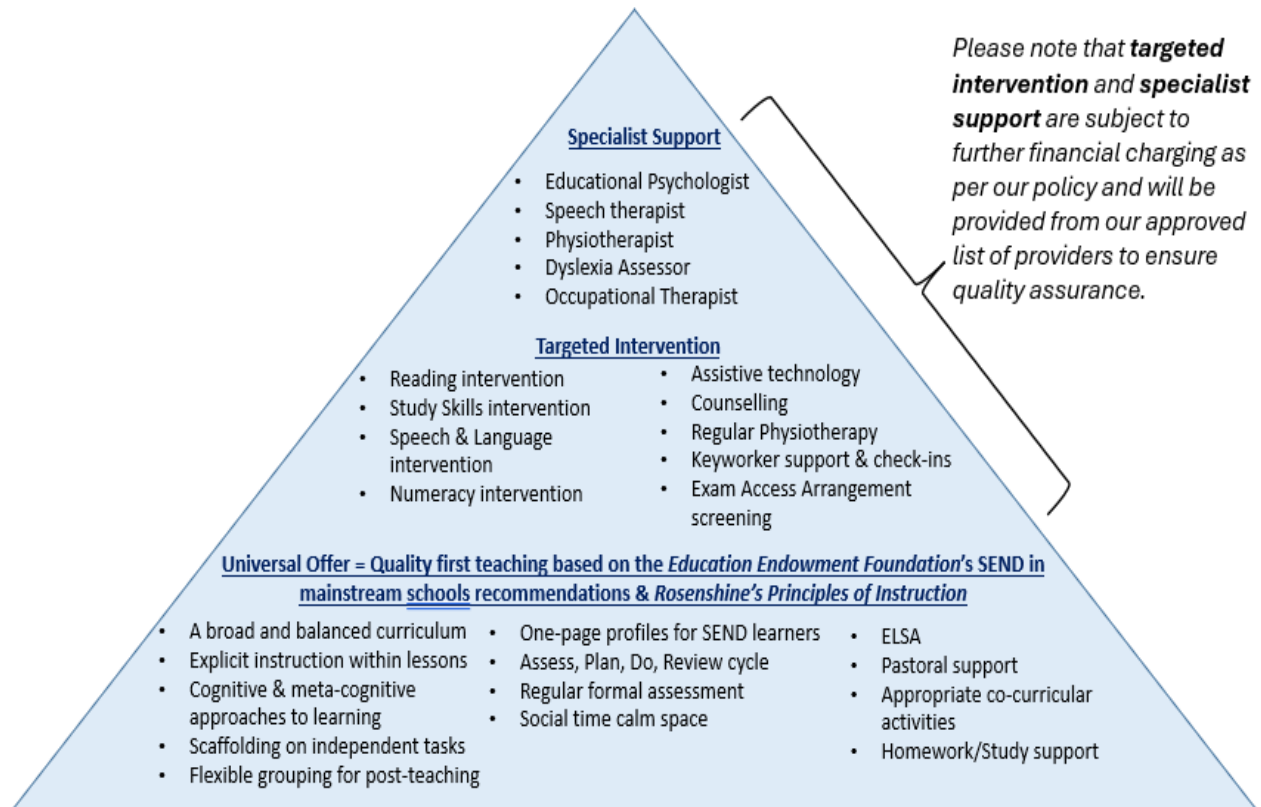 Please note that targeted
intervention and specialist
support are subject to
further financial charging as
per our policy and will be
provided from our approved
list of providers to ensure
quality assurance.
Specialist Support
• Educational Psychologist
• Speech therapist
• Physiotherapist
• Dyslexia Assessor
• Occupational Therapist
Targeted Intervention
• Reading intervention
• Study Skills intervention
• Speech & Language
intervention
• Numeracy intervention
• Assistive technology
• Counselling
• Regular Physiotherapy
• Keyworker support & check-ins
• Exam Access Arrangement
screening
Universal Offer = Quality first teaching based on the Education Endowment Foundation's SEND in
mainstream schools recommendations & Rosenshine's Principles of Instruction
• A broad and balanced curriculum
• Explicit instruction within lessons
• Cognitive & meta-cognitive
approaches to learning
• Scaffolding on independent tasks
• Flexible grouping for post-teaching
• One-page profiles for SEND learners
• Assess, Plan, Do, Review cycle
• Regular formal assessment
• Social time calm space
• ELSA
• Pastoral support
• Appropriate co-curricular
activities
• Homework/Study support